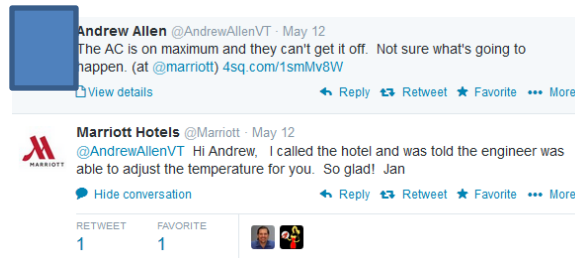 Andrew Allen @AndrewAllenVT · May 12
The AC is on maximum and they can't get it off. Not sure what's going to
happen. (at @marriott) 4sq.com/1smMv8W
View details Reply Retweet Favorite More
MARRIOTT
Marriott Hotels @Marriott · May 12
@AndrewAllenVT Hi Andrew, I called the hotel and was told the engineer was
able to adjust the temperature for you. So glad! Jan
Hide conversation Reply Retweet Favorite More
RETWEET FAVORITE
1 1